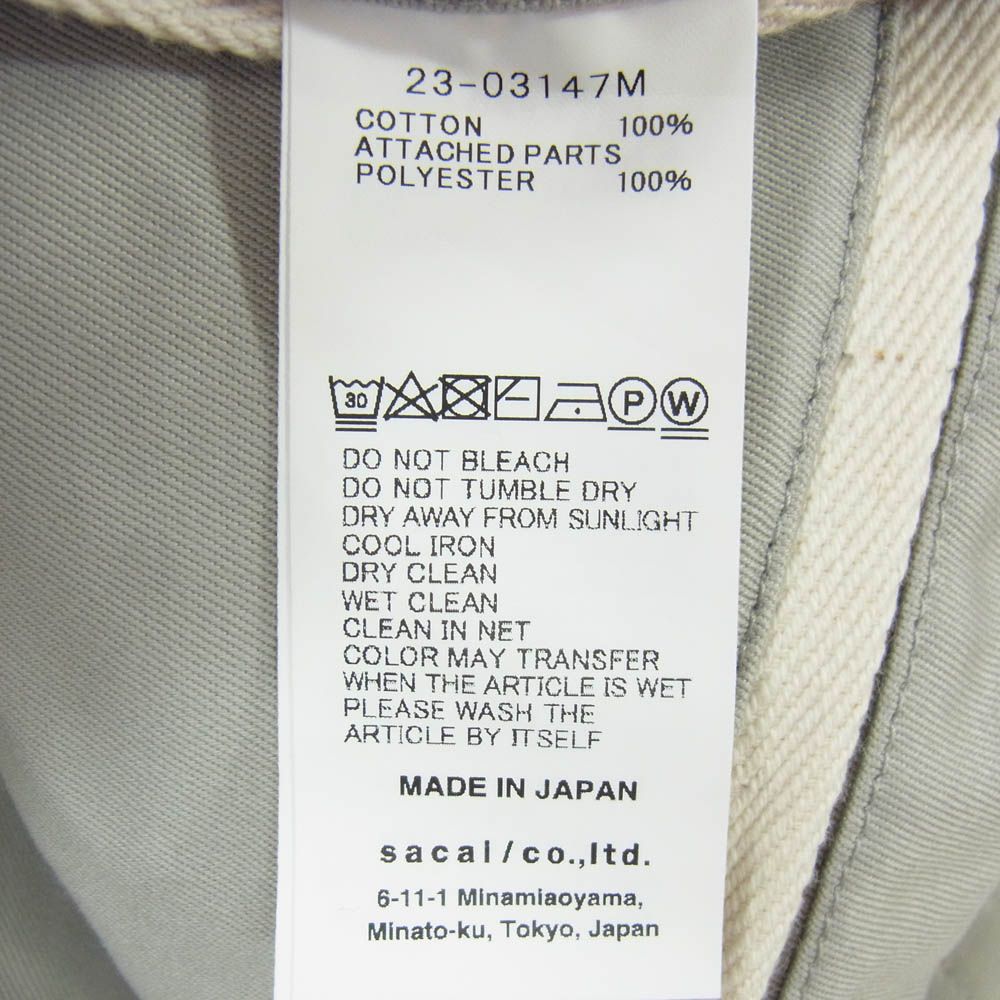 23-03147M
COTTON 100%
ATTACHED PARTS
POLYESTER 100%
30 P W
DO NOT BLEACH
DO NOT TUMBLE DRY
DRY AWAY FROM SUNLIGHT
COOL IRON
DRY CLEAN
WET CLEAN
CLEAN IN NET
COLOR MAY TRANSFER
WHEN THE ARTICLE IS WET
PLEASE WASH THE
ARTICLE BY ITSELF
MADE IN JAPAN
sacai/co.,ltd.
6-11-1 Minamiaoyama,
Minato-ku, Tokyo, Japan